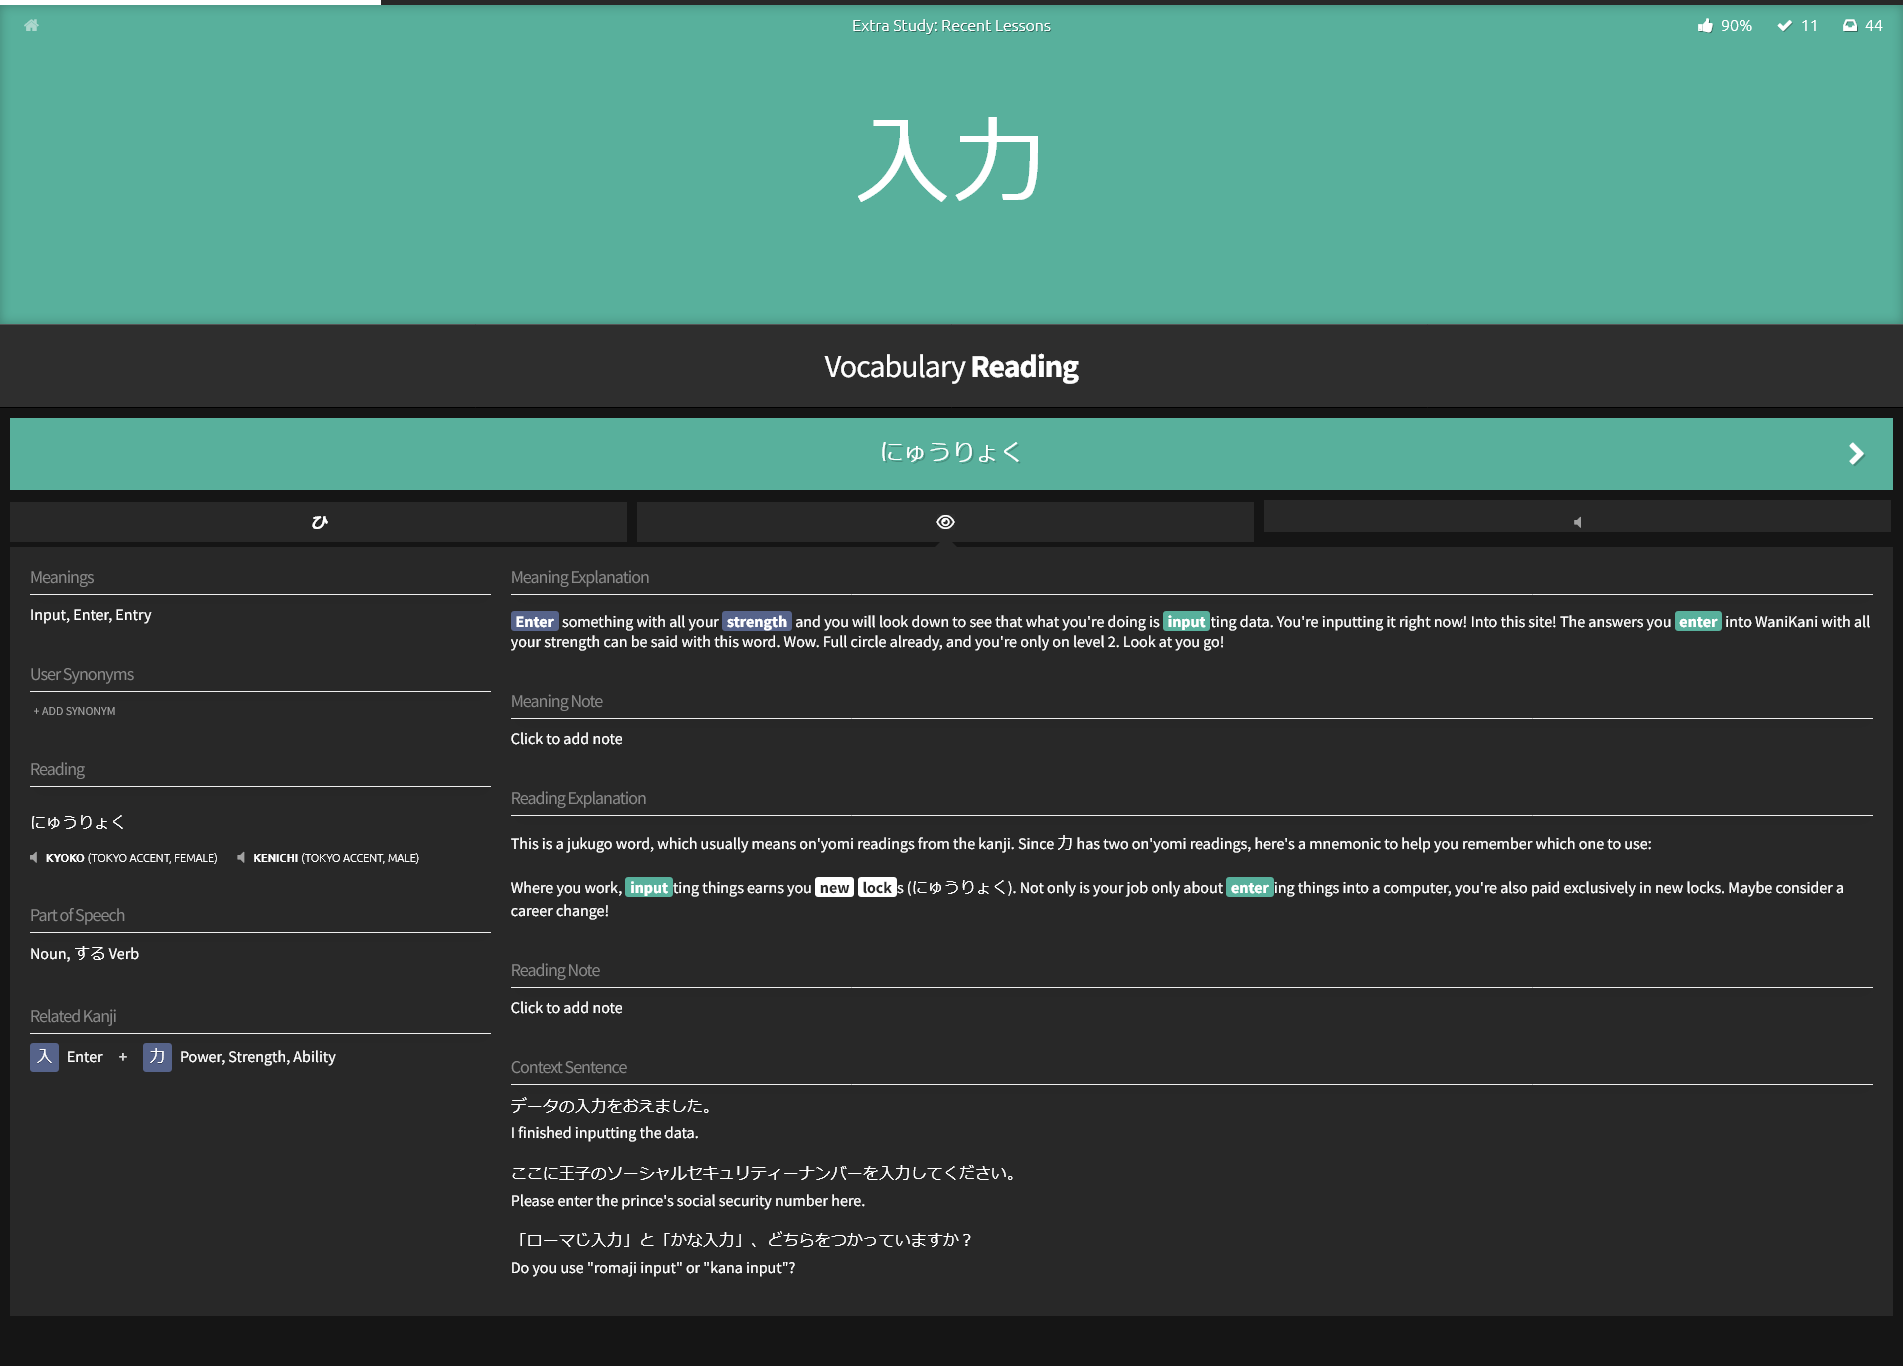 Extra Study: Recent Lessons
90% 11 44
入力
Vocabulary Reading
にゅうりょく
ひ
Meanings
Input, Enter, Entry
User Synonyms
+ ADD SYNONYM
Reading
にゅうりょく
KYOKO (TOKYO ACCENT, FEMALE) KENICHI (TOKYO ACCENT, MALE)
Part of Speech
Noun, する Verb
Related Kanji
入 Enter + 力 Power, Strength, Ability
Meaning Explanation
Enter something with all your strength and you will look down to see that what you're doing is inputting data. You're inputting it right now! Into this site! The answers you enter into WaniKani with all
your strength can be said with this word. Wow. Full circle already, and you're only on level 2. Look at you go!
Meaning Note
Click to add note
Reading Explanation
This is a jukugo word, which usually means on'yomi readings from the kanji. Since 力 has two on'yomi readings, here's a mnemonic to help you remember which one to use:
Where you work, inputting things earns you new locks (にゅうりょく). Not only is your job only about entering things into a computer, you're also paid exclusively in new locks. Maybe consider a
career change!
Reading Note
Click to add note
Context Sentence
データの入力をおえました。
I finished inputting the data.
ここに王子のソーシャルセキュリティーナンバーを入力してください。
Please enter the prince's social security number here.
「ローマじ入力」と「かな入力」、どちらをつかっていますか？
Do you use "romaji input" or "kana input"?